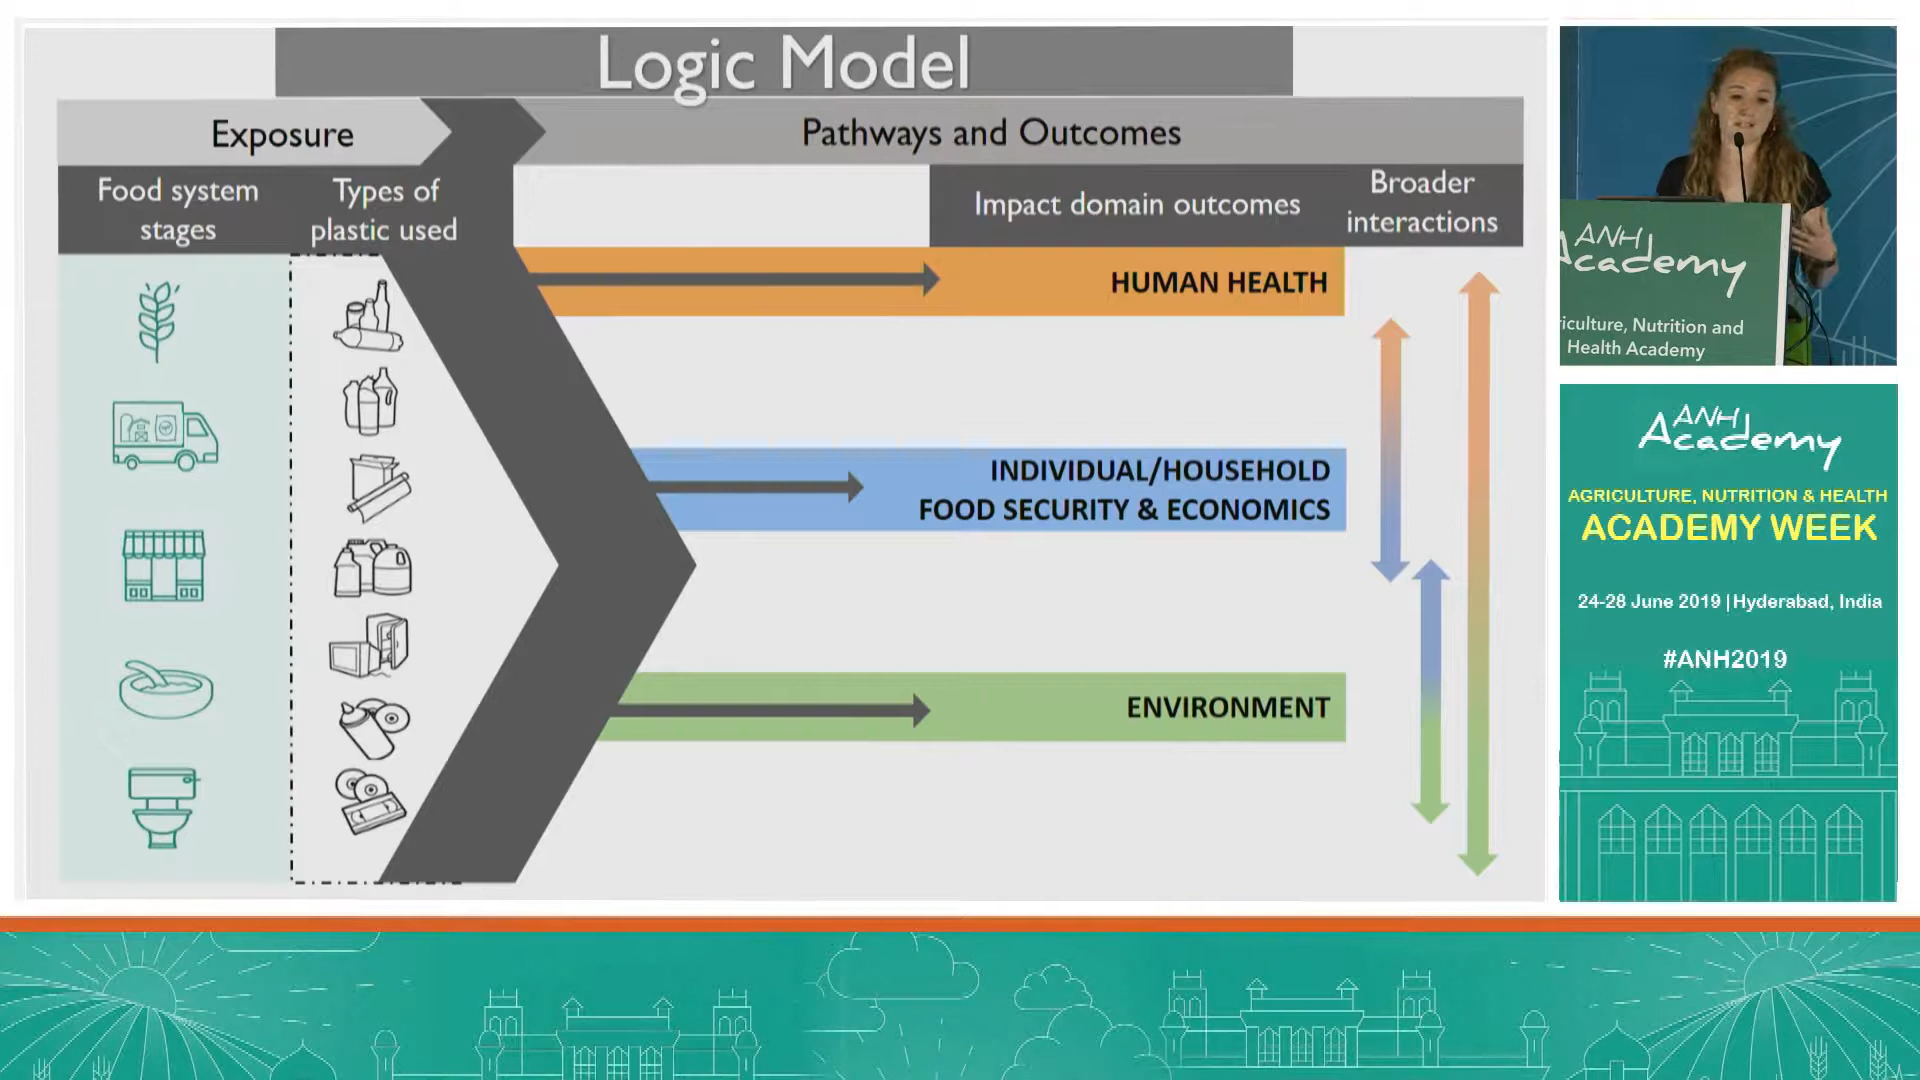 Logic Model
Exposure
Pathways and Outcomes
Food system
stages
Types of
plastic used
Impact domain outcomes
Broader
interactions
HUMAN HEALTH
INDIVIDUAL/HOUSEHOLD
FOOD SECURITY & ECONOMICS
ENVIRONMENT
ANH
Academy
riculture, Nutrition and
Health Academy
ANH
Academy
AGRICULTURE, NUTRITION & HEALTH
ACADEMY WEEK
24-28 June 2019 | Hyderabad, India
#ANH2019